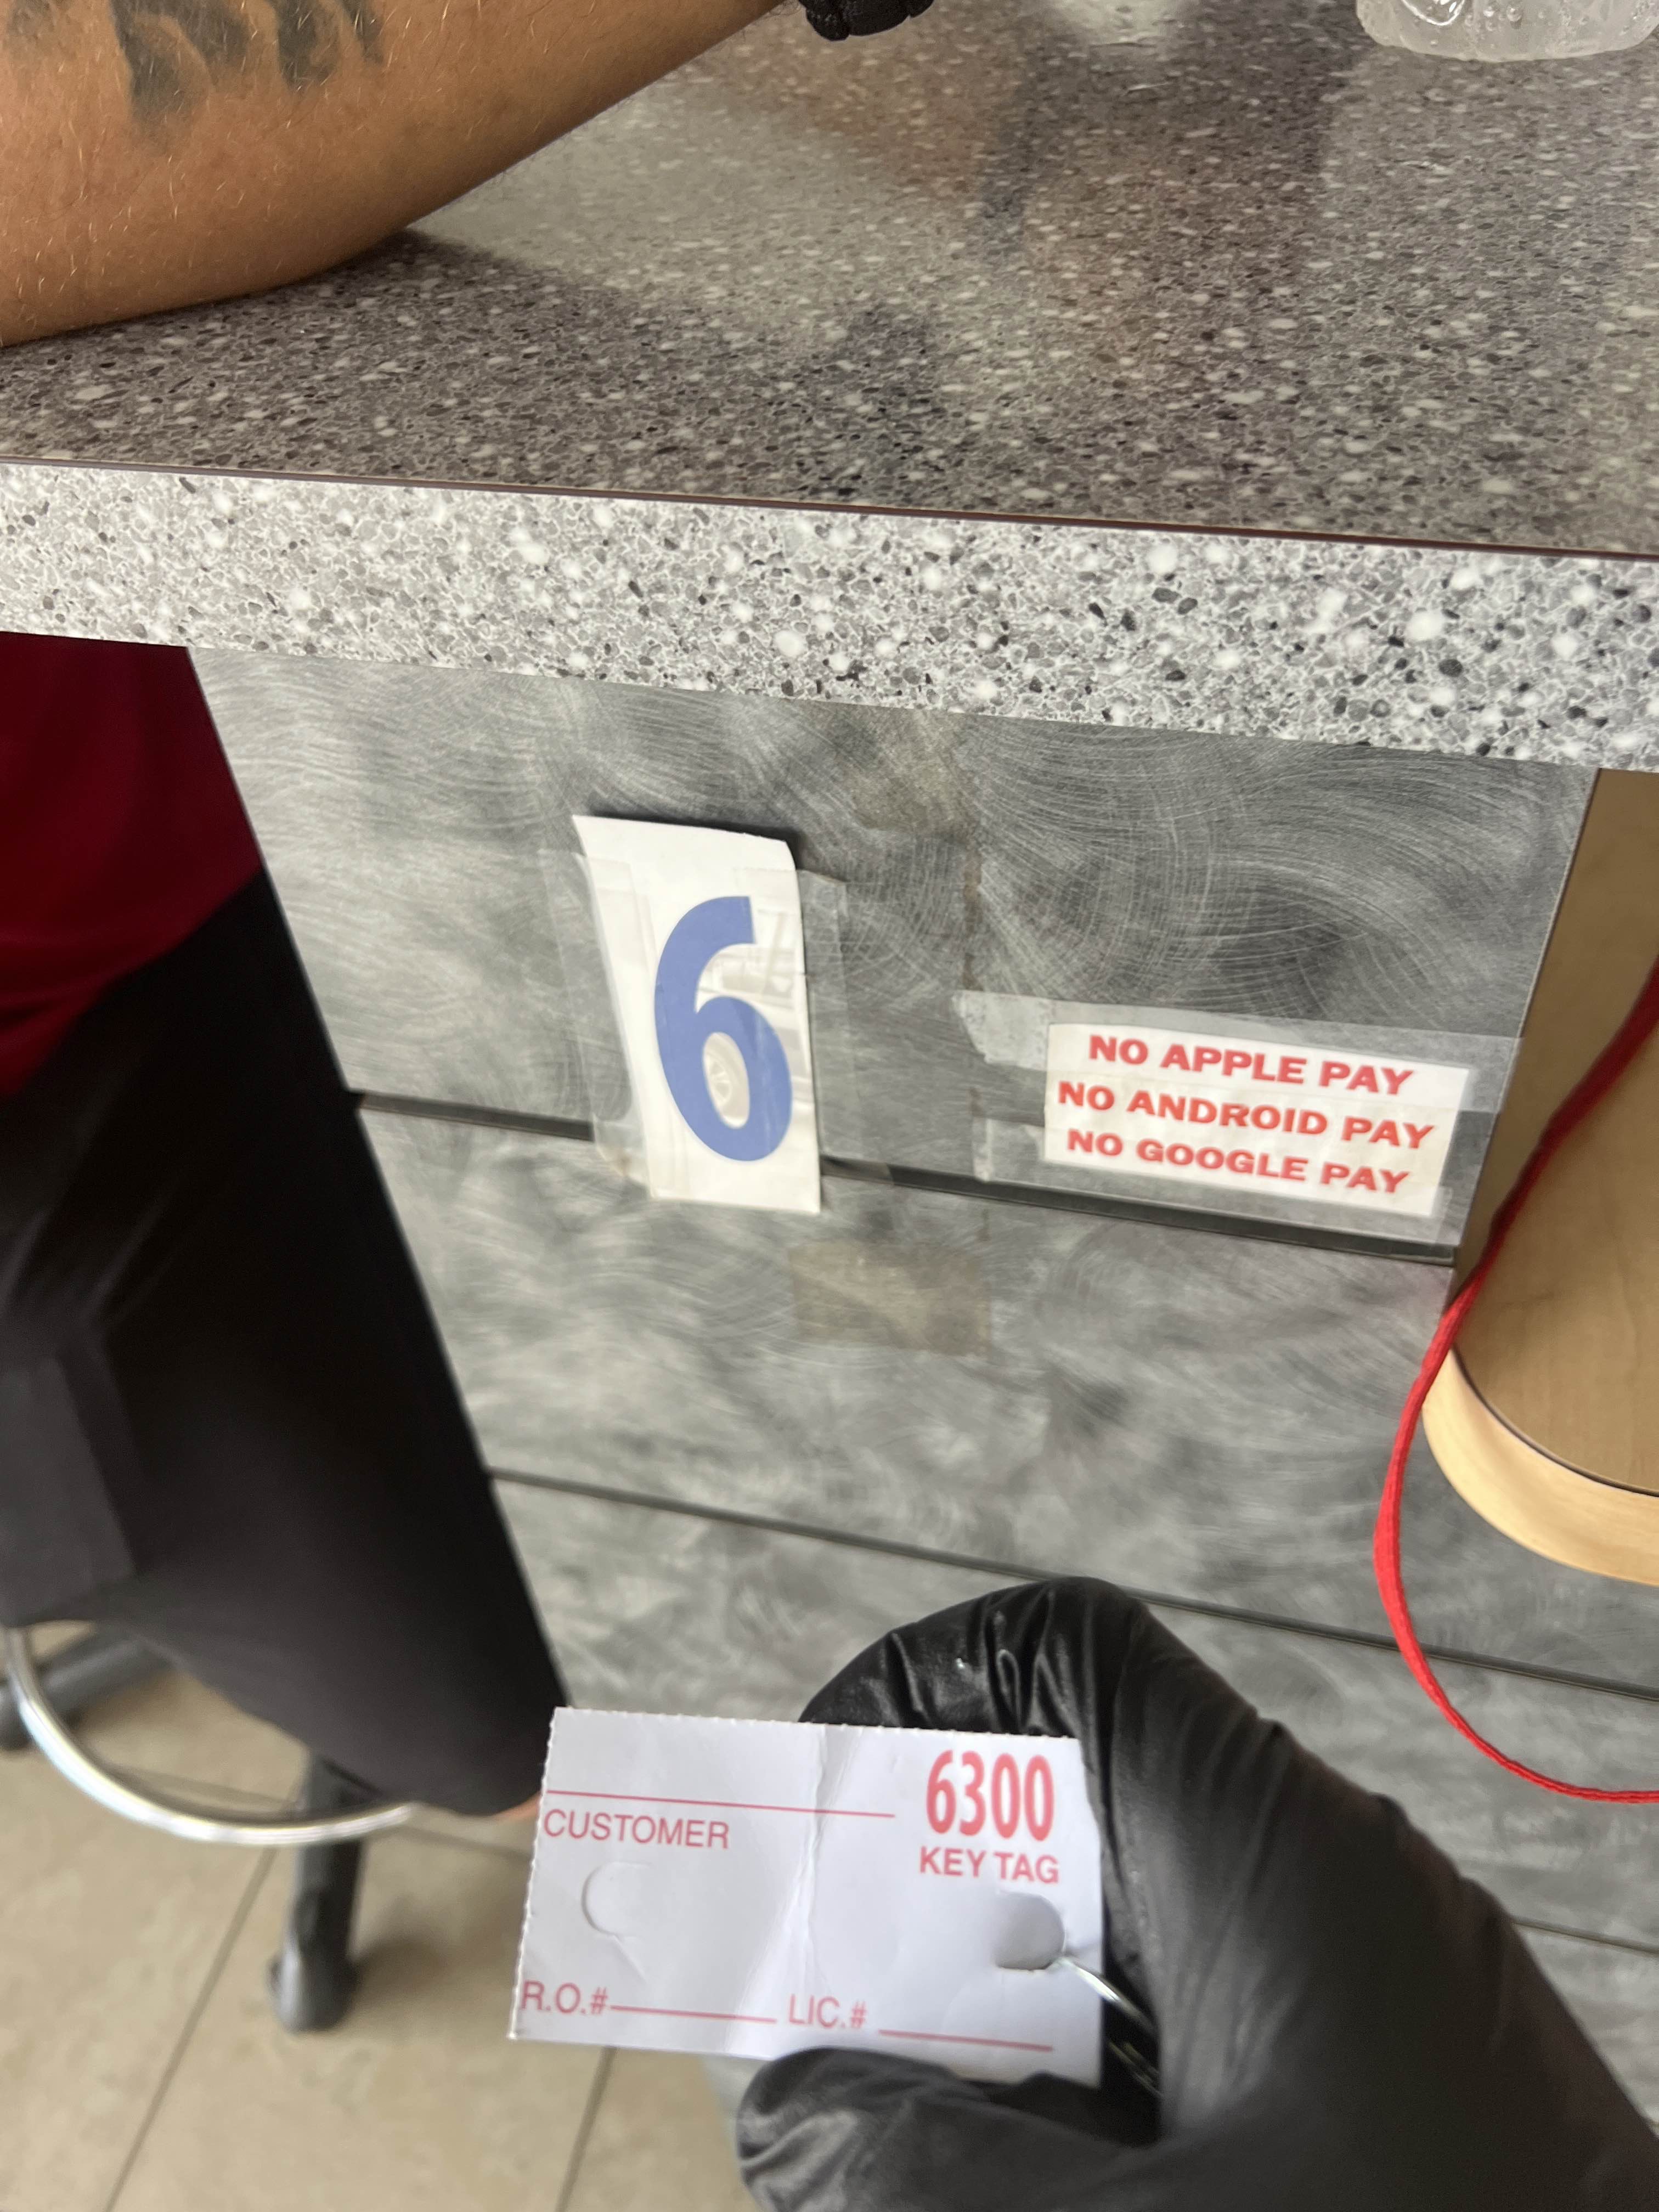 6
NO APPLE PAY
NO ANDROID PAY
NO GOOGLE PAY
6300
CUSTOMER
KEY TAG
R.O.# LIC.#